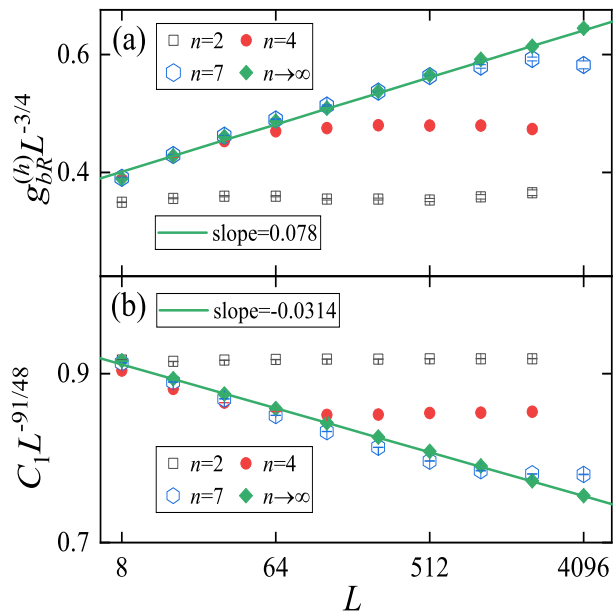 (a)
n=2 n=4
n=7 n→∞
0.6
0.4
g_{bR}^{(h)}L^{-3/4}
slope=0.078
(b)
slope=-0.0314
0.9
0.7
C_1L^{-91/48}
n=2 n=4
n=7 n→∞
8 64 512 4096
L